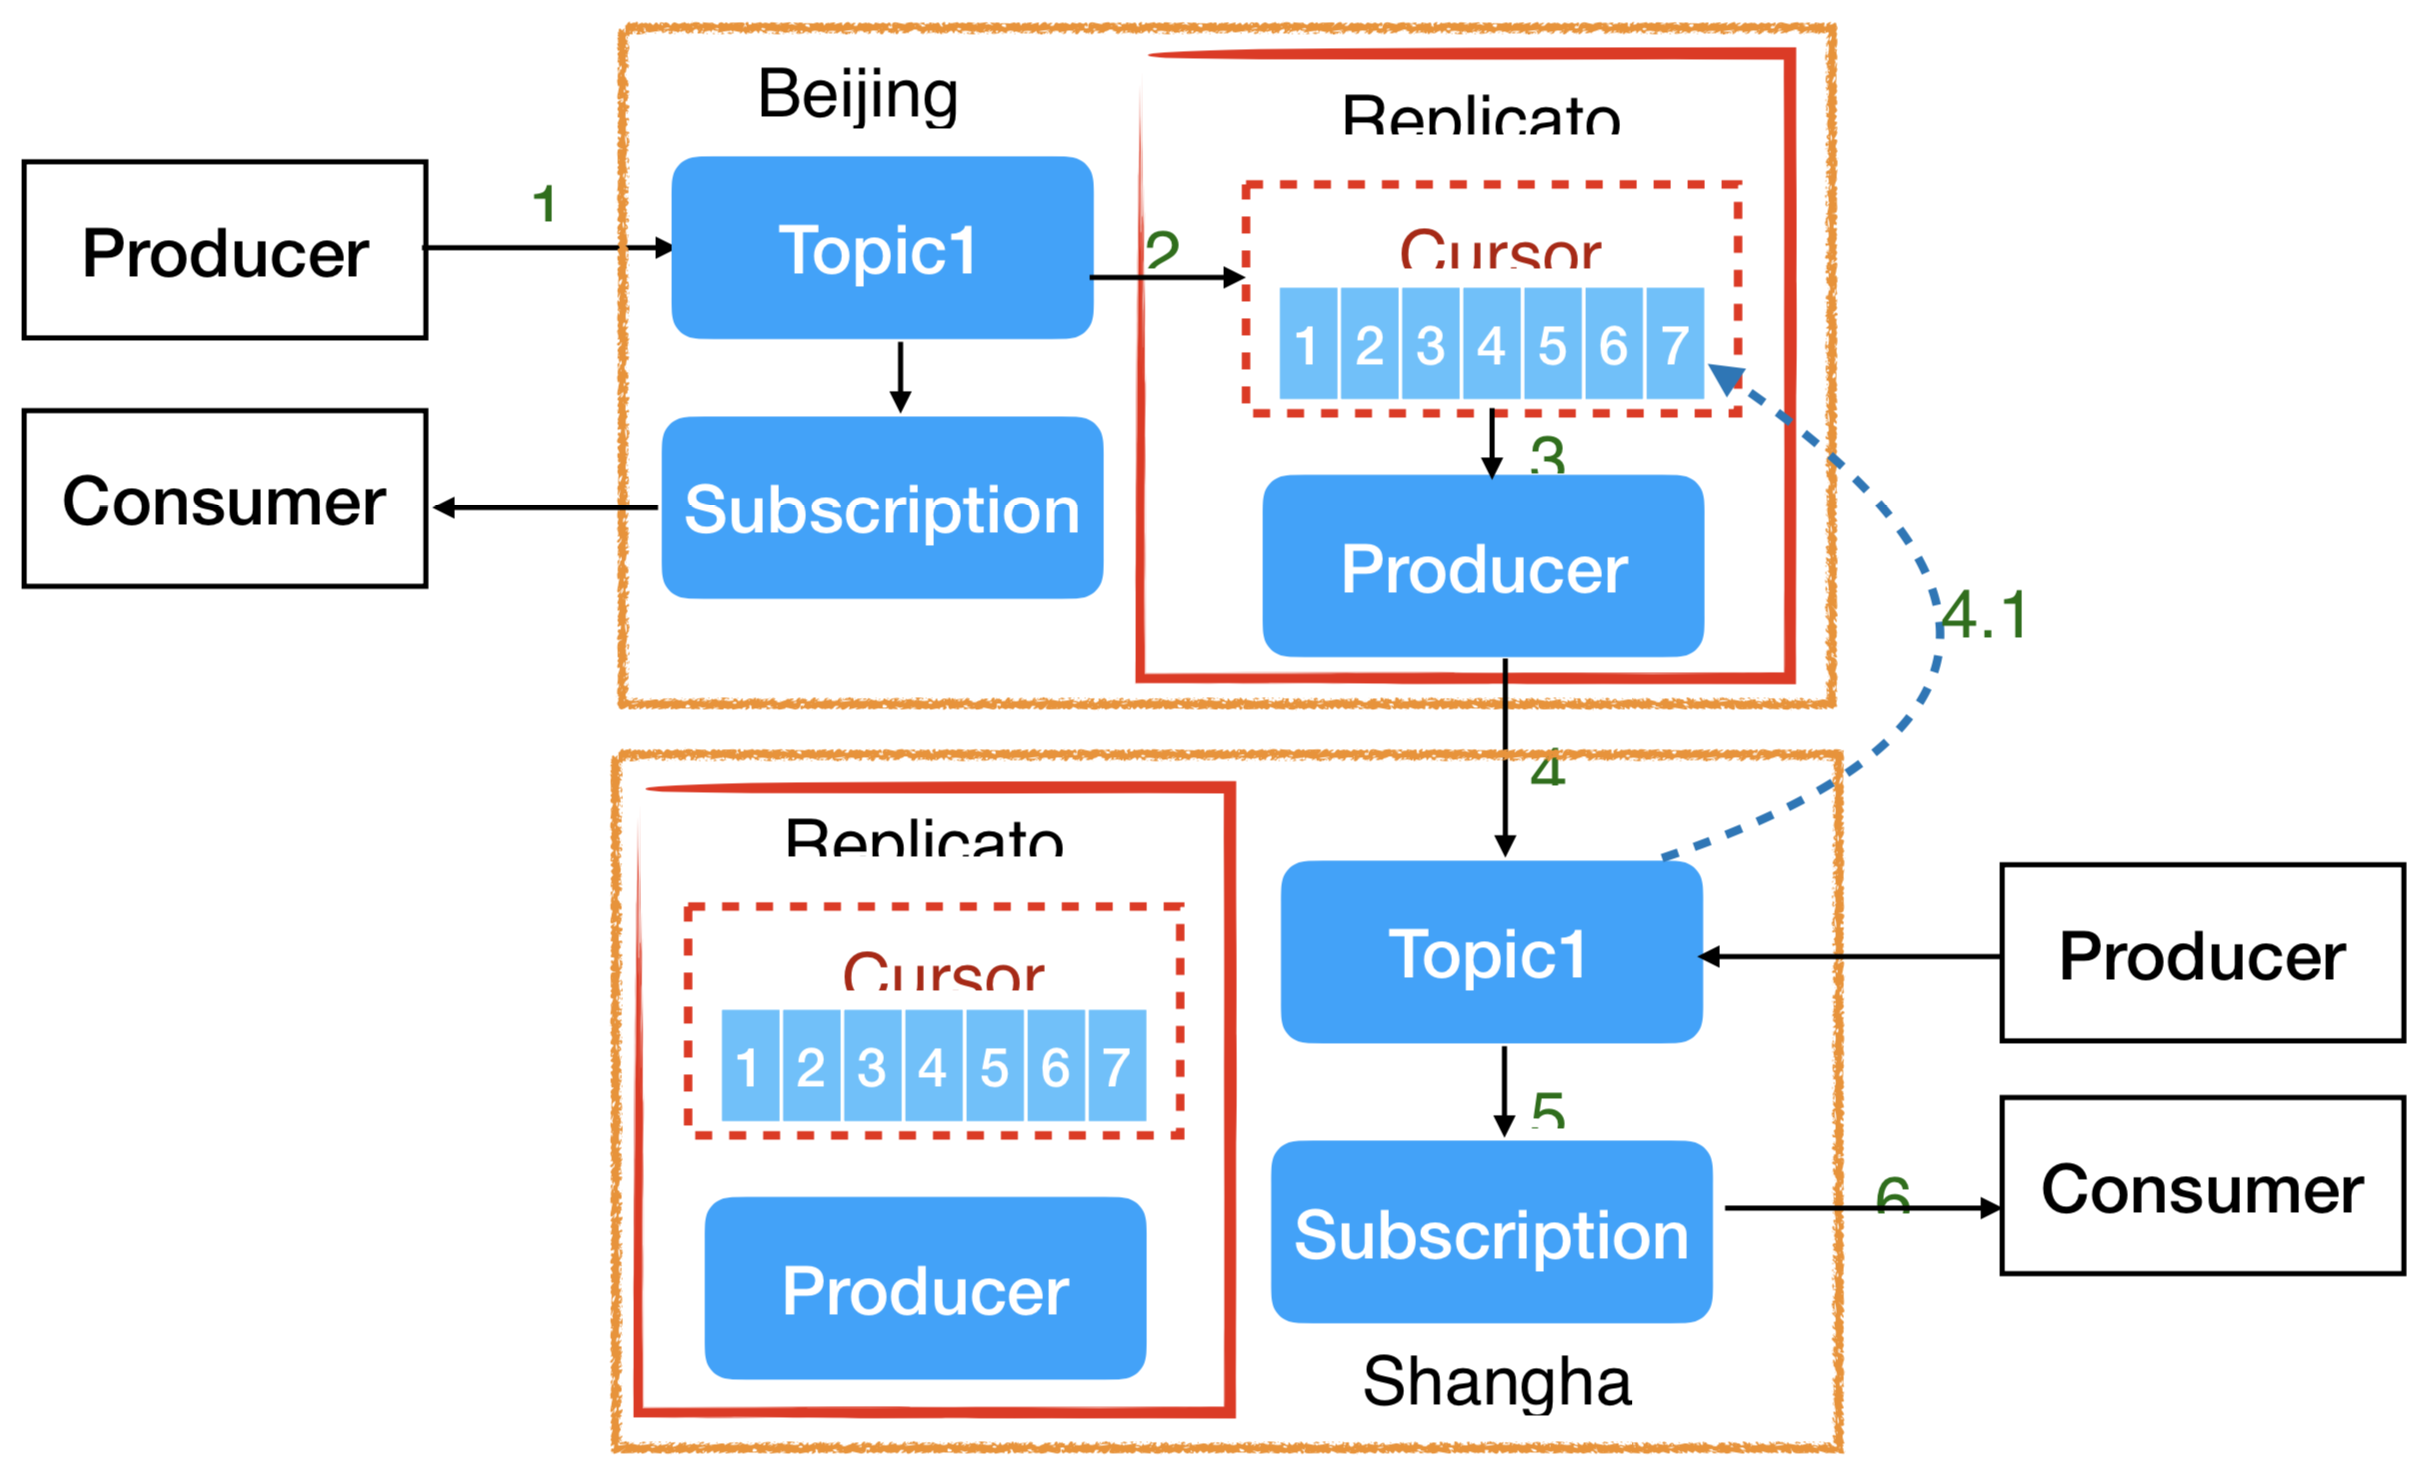 Beijing
Replicato
Producer
1
Topic1
2
Cursor
1 2 3 4 5 6 7
Consumer
Subscription
3
Producer
4.1
4
Replicato
Cursor
1 2 3 4 5 6 7
Producer
Topic1
Producer
5
Subscription
6
Consumer
Shangha